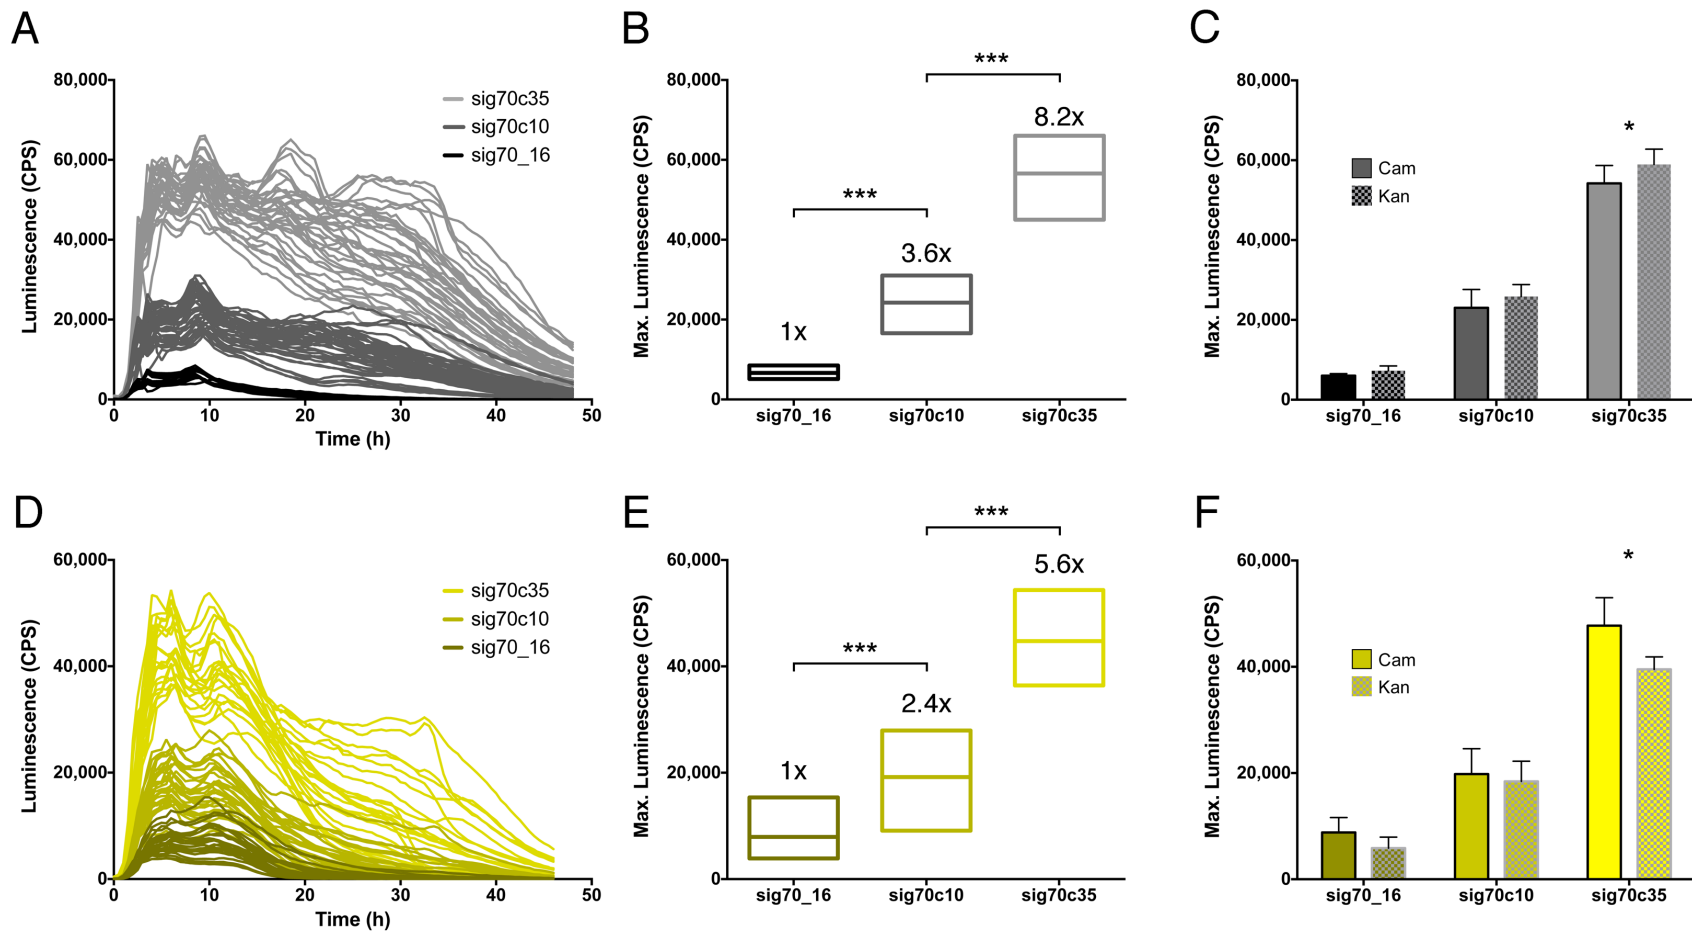 A
Luminescence (CPS)
80,000
60,000
40,000
20,000
0
0 10 20 30 40 50
Time (h)
sig70c35
sig70c10
sig70_16
B
Max. Luminescence (CPS)
80,000
60,000
40,000
20,000
0
***
***
1x
3.6x
8.2x
sig70_16 sig70c10 sig70c35
C
Max. Luminescence (CPS)
80,000
60,000
40,000
20,000
0
Cam
Kan
*
sig70_16 sig70c10 sig70c35
D
Luminescence (CPS)
60,000
40,000
20,000
0
0 10 20 30 40 50
Time (h)
sig70c35
sig70c10
sig70_16
E
Max. Luminescence (CPS)
60,000
40,000
20,000
0
***
***
1x
2.4x
5.6x
sig70_16 sig70c10 sig70c35
F
Max. Luminescence (CPS)
60,000
40,000
20,000
0
Cam
Kan
*
sig70_16 sig70c10 sig70c35